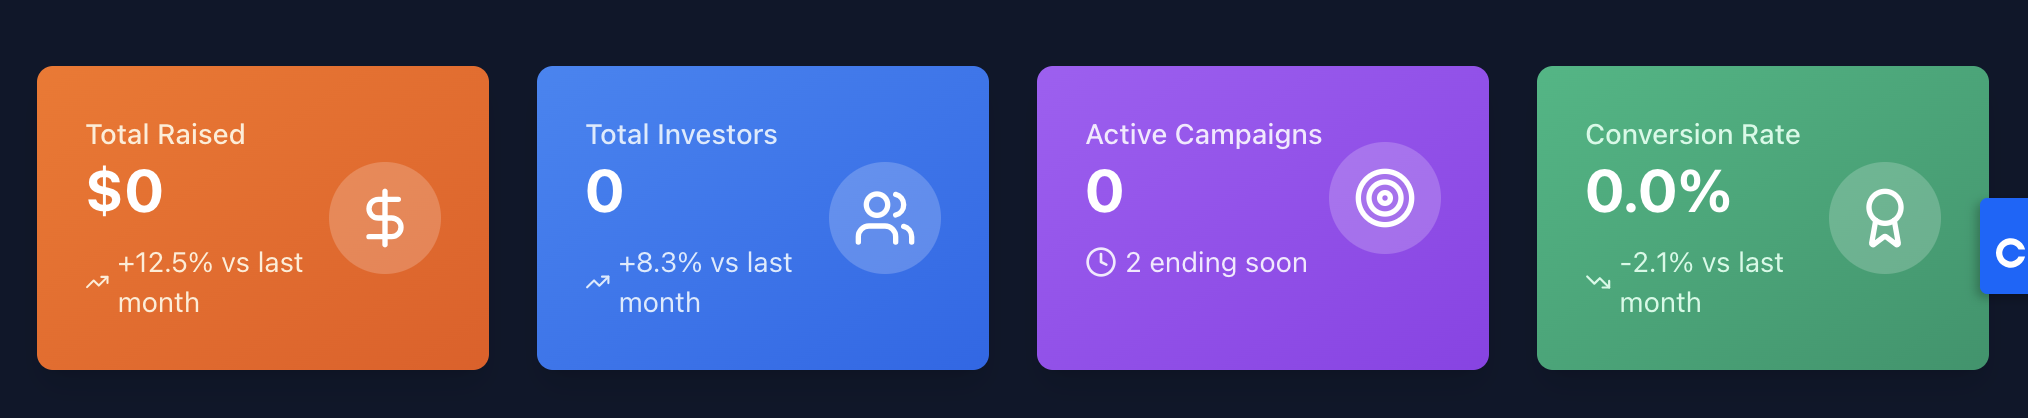 Total Raised
$0
+12.5% vs last
month
Total Investors
0
+8.3% vs last
month
Active Campaigns
0
2 ending soon
Conversion Rate
0.0%
-2.1% vs last
month